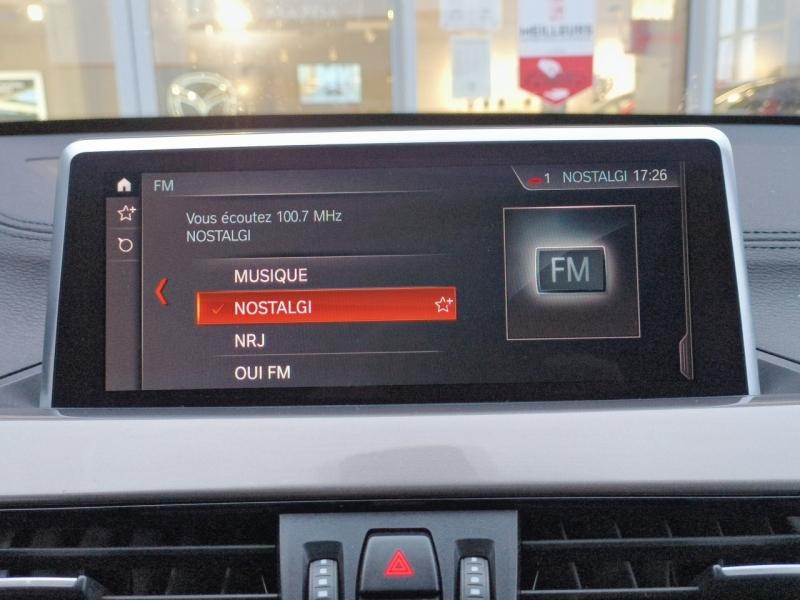 MEILLEURS
FM
1 NOSTALGI 17:26
Vous écoutez 100.7 MHz
NOSTALGI
MUSIQUE
NOSTALGI
NRJ
OUI FM
FM